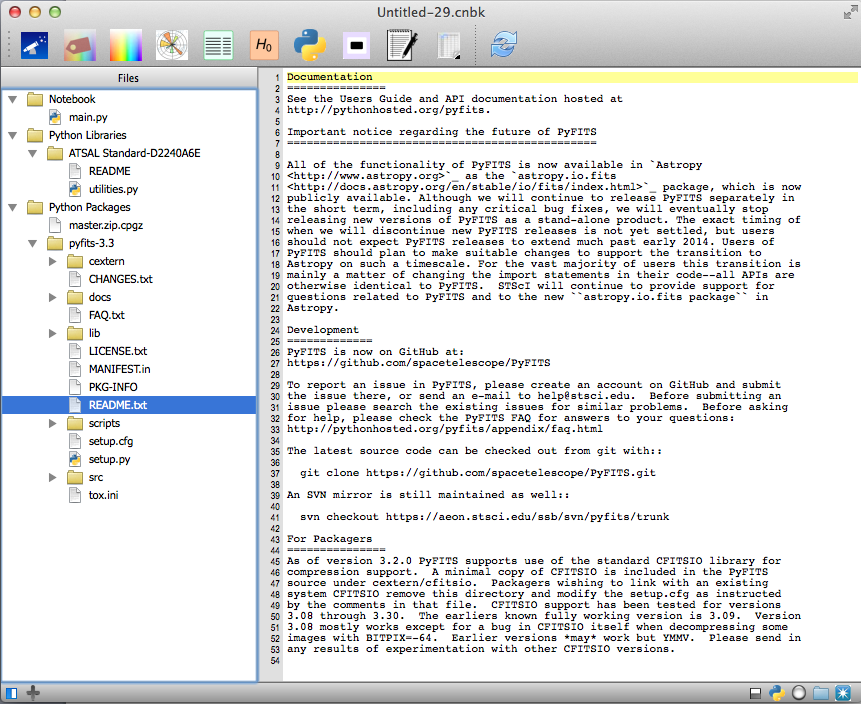 Untitled-29.cnbk
H0
Files
Notebook
main.py
Python Libraries
ATSAL Standard-D2240A6E
README
utilities.py
Python Packages
master.zip.cpgz
pyfits-3.3
cextern
CHANGES.txt
docs
FAQ.txt
lib
LICENSE.txt
MANIFEST.in
PKG-INFO
README.txt
scripts
setup.cfg
setup.py
src
tox.ini
1 Documentation
2 ===============
3 See the Users Guide and API documentation hosted at
4 http://pythonhosted.org/pyfits.
5
6 Important notice regarding the future of PyFITS
7 ===============================================
8
9 All of the functionality of PyFITS is now available in `Astropy
10 <http://www.astropy.org>`_ as the `astropy.io.fits
11 <http://docs.astropy.org/en/stable/io/fits/index.html>`_ package, which is now
12 publicly available. Although we will continue to release PyFITS separately in
13 the short term, including any critical bug fixes, we will eventually stop
14 releasing new versions of PyFITS as a stand-alone product. The exact timing of
15 when we will discontinue new PyFITS releases is not yet settled, but users
16 should not expect PyFITS releases to extend much past early 2014. Users of
17 PyFITS should plan to make suitable changes to support the transition to
18 Astropy on such a timescale. For the vast majority of users this transition is
19 mainly a matter of changing the import statements in their code--all APIs are
20 otherwise identical to PyFITS.  STScI will continue to provide support for
21 questions related to PyFITS and to the new ``astropy.io.fits package`` in
22 Astropy.
23
24 Development
25 =============
26 PyFITS is now on GitHub at:
27 https://github.com/spacetelescope/PyFITS
28
29 To report an issue in PyFITS, please create an account on GitHub and submit
30 the issue there, or send an e-mail to help@stsci.edu.  Before submitting an
31 issue please search the existing issues for similar problems.  Before asking
32 for help, please check the PyFITS FAQ for answers to your questions:
33 http://pythonhosted.org/pyfits/appendix/faq.html
34
35 The latest source code can be checked out from git with::
36
37   git clone https://github.com/spacetelescope/PyFITS.git
38
39 An SVN mirror is still maintained as well::
40
41   svn checkout https://aeon.stsci.edu/ssb/svn/pyfits/trunk
42
43 For Packagers
44 ===============
45 As of version 3.2.0 PyFITS supports use of the standard CFITSIO library for
46 compression support.  A minimal copy of CFITSIO is included in the PyFITS
47 source under cextern/cfitsio.  Packagers wishing to link with an existing
48 system CFITSIO remove this directory and modify the setup.cfg as instructed
49 by the comments in that file.  CFITSIO support has been tested for versions
50 3.08 through 3.30.  The earliers known fully working version is 3.09.  Version
51 3.08 mostly works except for a bug in CFITSIO itself when decompressing some
52 images with BITPIX=-64.  Earlier versions *may* work but YMMV.  Please send in
53 any results of experimentation with other CFITSIO versions.
54